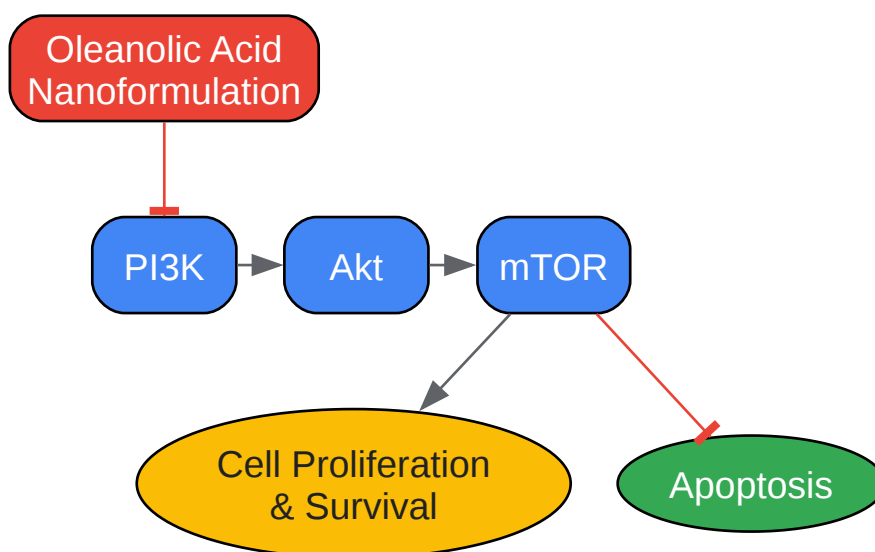 Oleanolic Acid
Nanoformulation
PI3K
Akt
mTOR
Cell Proliferation
& Survival
Apoptosis